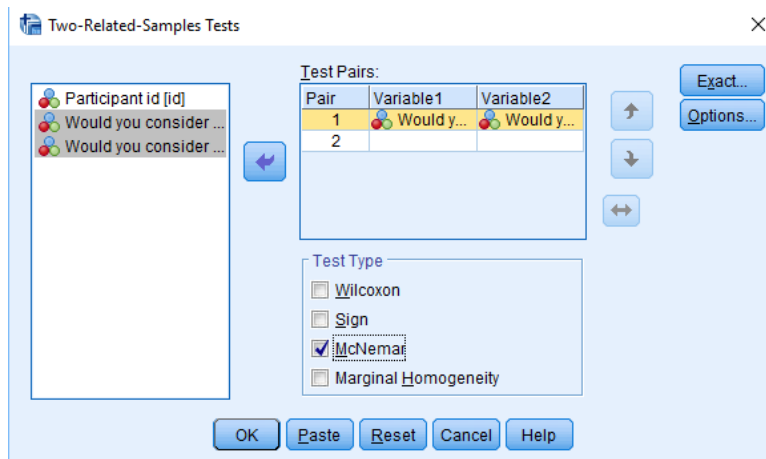 Two-Related-Samples Tests
Participant id [id]
Would you consider ...
Would you consider ...
Test Pairs:
Pair Variable1 Variable2
1 Would y... Would y...
2
Exact...
Options...
Test Type
Wilcoxon
Sign
McNemar
Marginal Homogeneity
OK Paste Reset Cancel Help